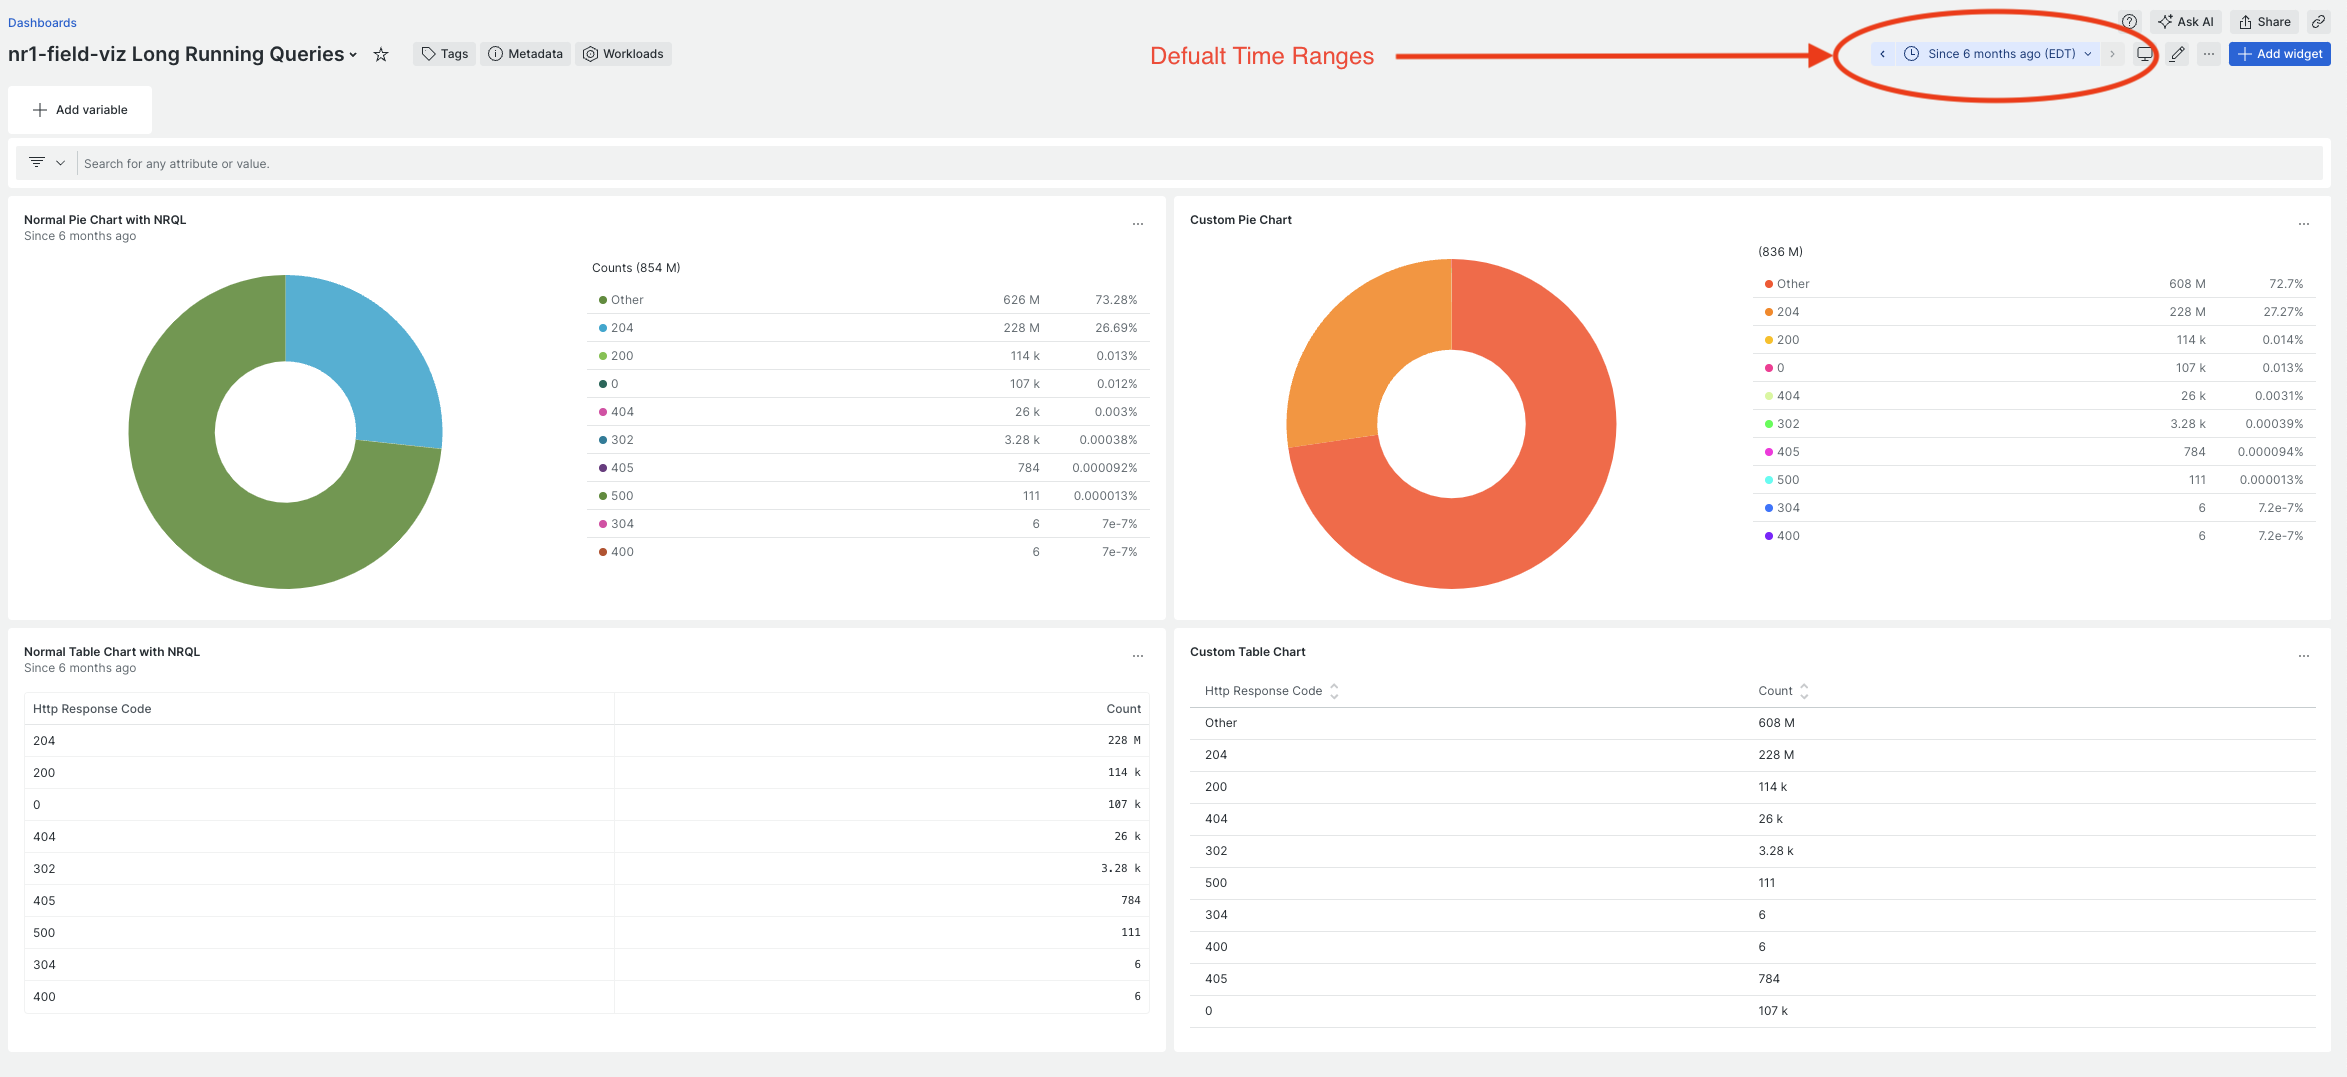 Dashboards
Ask AI
Share
nr1-field-viz Long Running Queries
Tags
Metadata
Workloads
Defualt Time Ranges
Since 6 months ago (EDT)
Add widget
Add variable
Search for any attribute or value.
Normal Pie Chart with NRQL
Since 6 months ago
Counts (854 M)
Other 626 M 73.28%
204 228 M 26.69%
200 114 k 0.013%
0 107 k 0.012%
404 26 k 0.003%
302 3.28 k 0.00038%
405 784 0.000092%
500 111 0.000013%
304 6 7e-7%
400 6 7e-7%
Custom Pie Chart
(836 M)
Other 608 M 72.7%
204 228 M 27.27%
200 114 k 0.014%
0 107 k 0.013%
404 26 k 0.0031%
302 3.28 k 0.00039%
405 784 0.000094%
500 111 0.000013%
304 6 7.2e-7%
400 6 7.2e-7%
Normal Table Chart with NRQL
Since 6 months ago
Http Response Code Count
204 228 M
200 114 k
0 107 k
404 26 k
302 3.28 k
405 784
500 111
304 6
400 6
Custom Table Chart
Http Response Code Count
Other 608 M
204 228 M
200 114 k
404 26 k
302 3.28 k
500 111
304 6
400 6
405 784
0 107 k